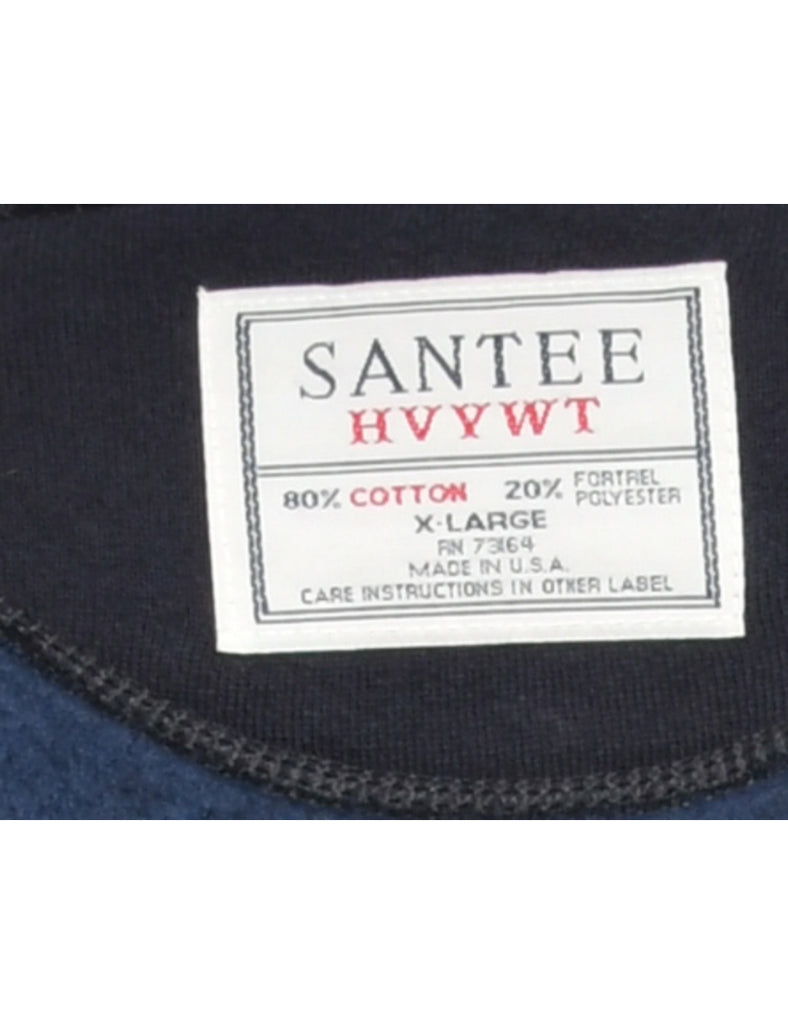 SANTEE
HVYWT
80% COTTON 20% FORTREL POLYESTER
X-LARGE
RN 73164
MADE IN U.S.A.
CARE INSTRUCTIONS IN OTHER LABEL